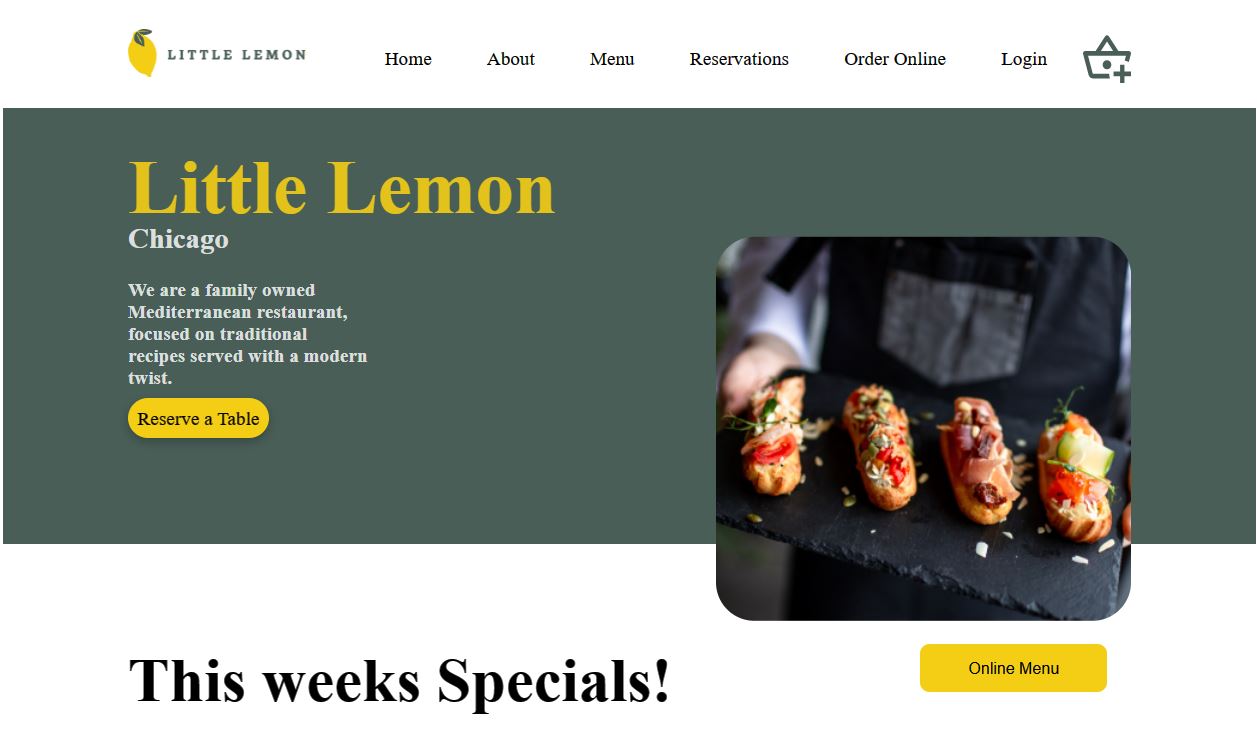 LITTLE LEMON
Home About Menu Reservations Order Online Login
Little Lemon
Chicago
We are a family owned
Mediterranean restaurant,
focused on traditional
recipes served with a modern
twist.
Reserve a Table
This weeks Specials!
Online Menu